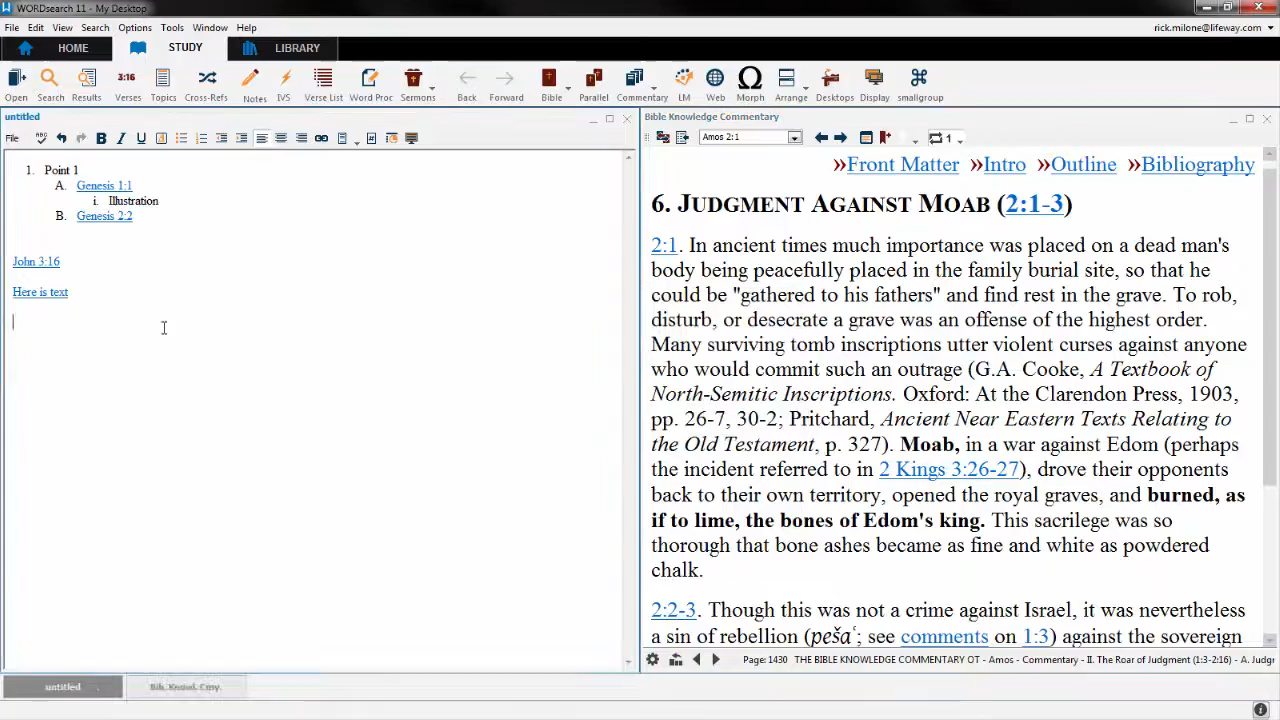 WORDsearch 11 - My Desktop
File Edit View Search Options Tools Window Help
rick.milone@lifeway.com
HOME STUDY LIBRARY
3:16
Open Search Results Verses Topics Cross-Refs Notes IVS Verse List Word Proc Sermons Back Forward Bible Parallel Commentary LM Web Morph Arrange Desktops Display smallgroup
untitled
File B I U
1. Point 1
A. Genesis 1:1
i. Illustration
B. Genesis 2:2
John 3:16
Here is text
Bible Knowledge Commentary
Amos 2:1
1
»Front Matter »Intro »Outline »Bibliography
6. JUDGMENT AGAINST MOAB (2:1-3)
2:1. In ancient times much importance was placed on a dead man's
body being peacefully placed in the family burial site, so that he
could be "gathered to his fathers" and find rest in the grave. To rob,
disturb, or desecrate a grave was an offense of the highest order.
Many surviving tomb inscriptions utter violent curses against anyone
who would commit such an outrage (G.A. Cooke, A Textbook of
North-Semitic Inscriptions. Oxford: At the Clarendon Press, 1903,
pp. 26-7, 30-2; Pritchard, Ancient Near Eastern Texts Relating to
the Old Testament, p. 327). Moab, in a war against Edom (perhaps
the incident referred to in 2 Kings 3:26-27), drove their opponents
back to their own territory, opened the royal graves, and burned, as
if to lime, the bones of Edom's king. This sacrilege was so
thorough that bone ashes became as fine and white as powdered
chalk.
2:2-3. Though this was not a crime against Israel, it was nevertheless
a sin of rebellion (pešaʿ; see comments on 1:3) against the sovereign
Page: 1430 THE BIBLE KNOWLEDGE COMMENTARY OT - Amos - Commentary - II. The Roar of Judgment (1:3-2:16) - A. Judgr
untitled
Bib. Knowl. Cmy.